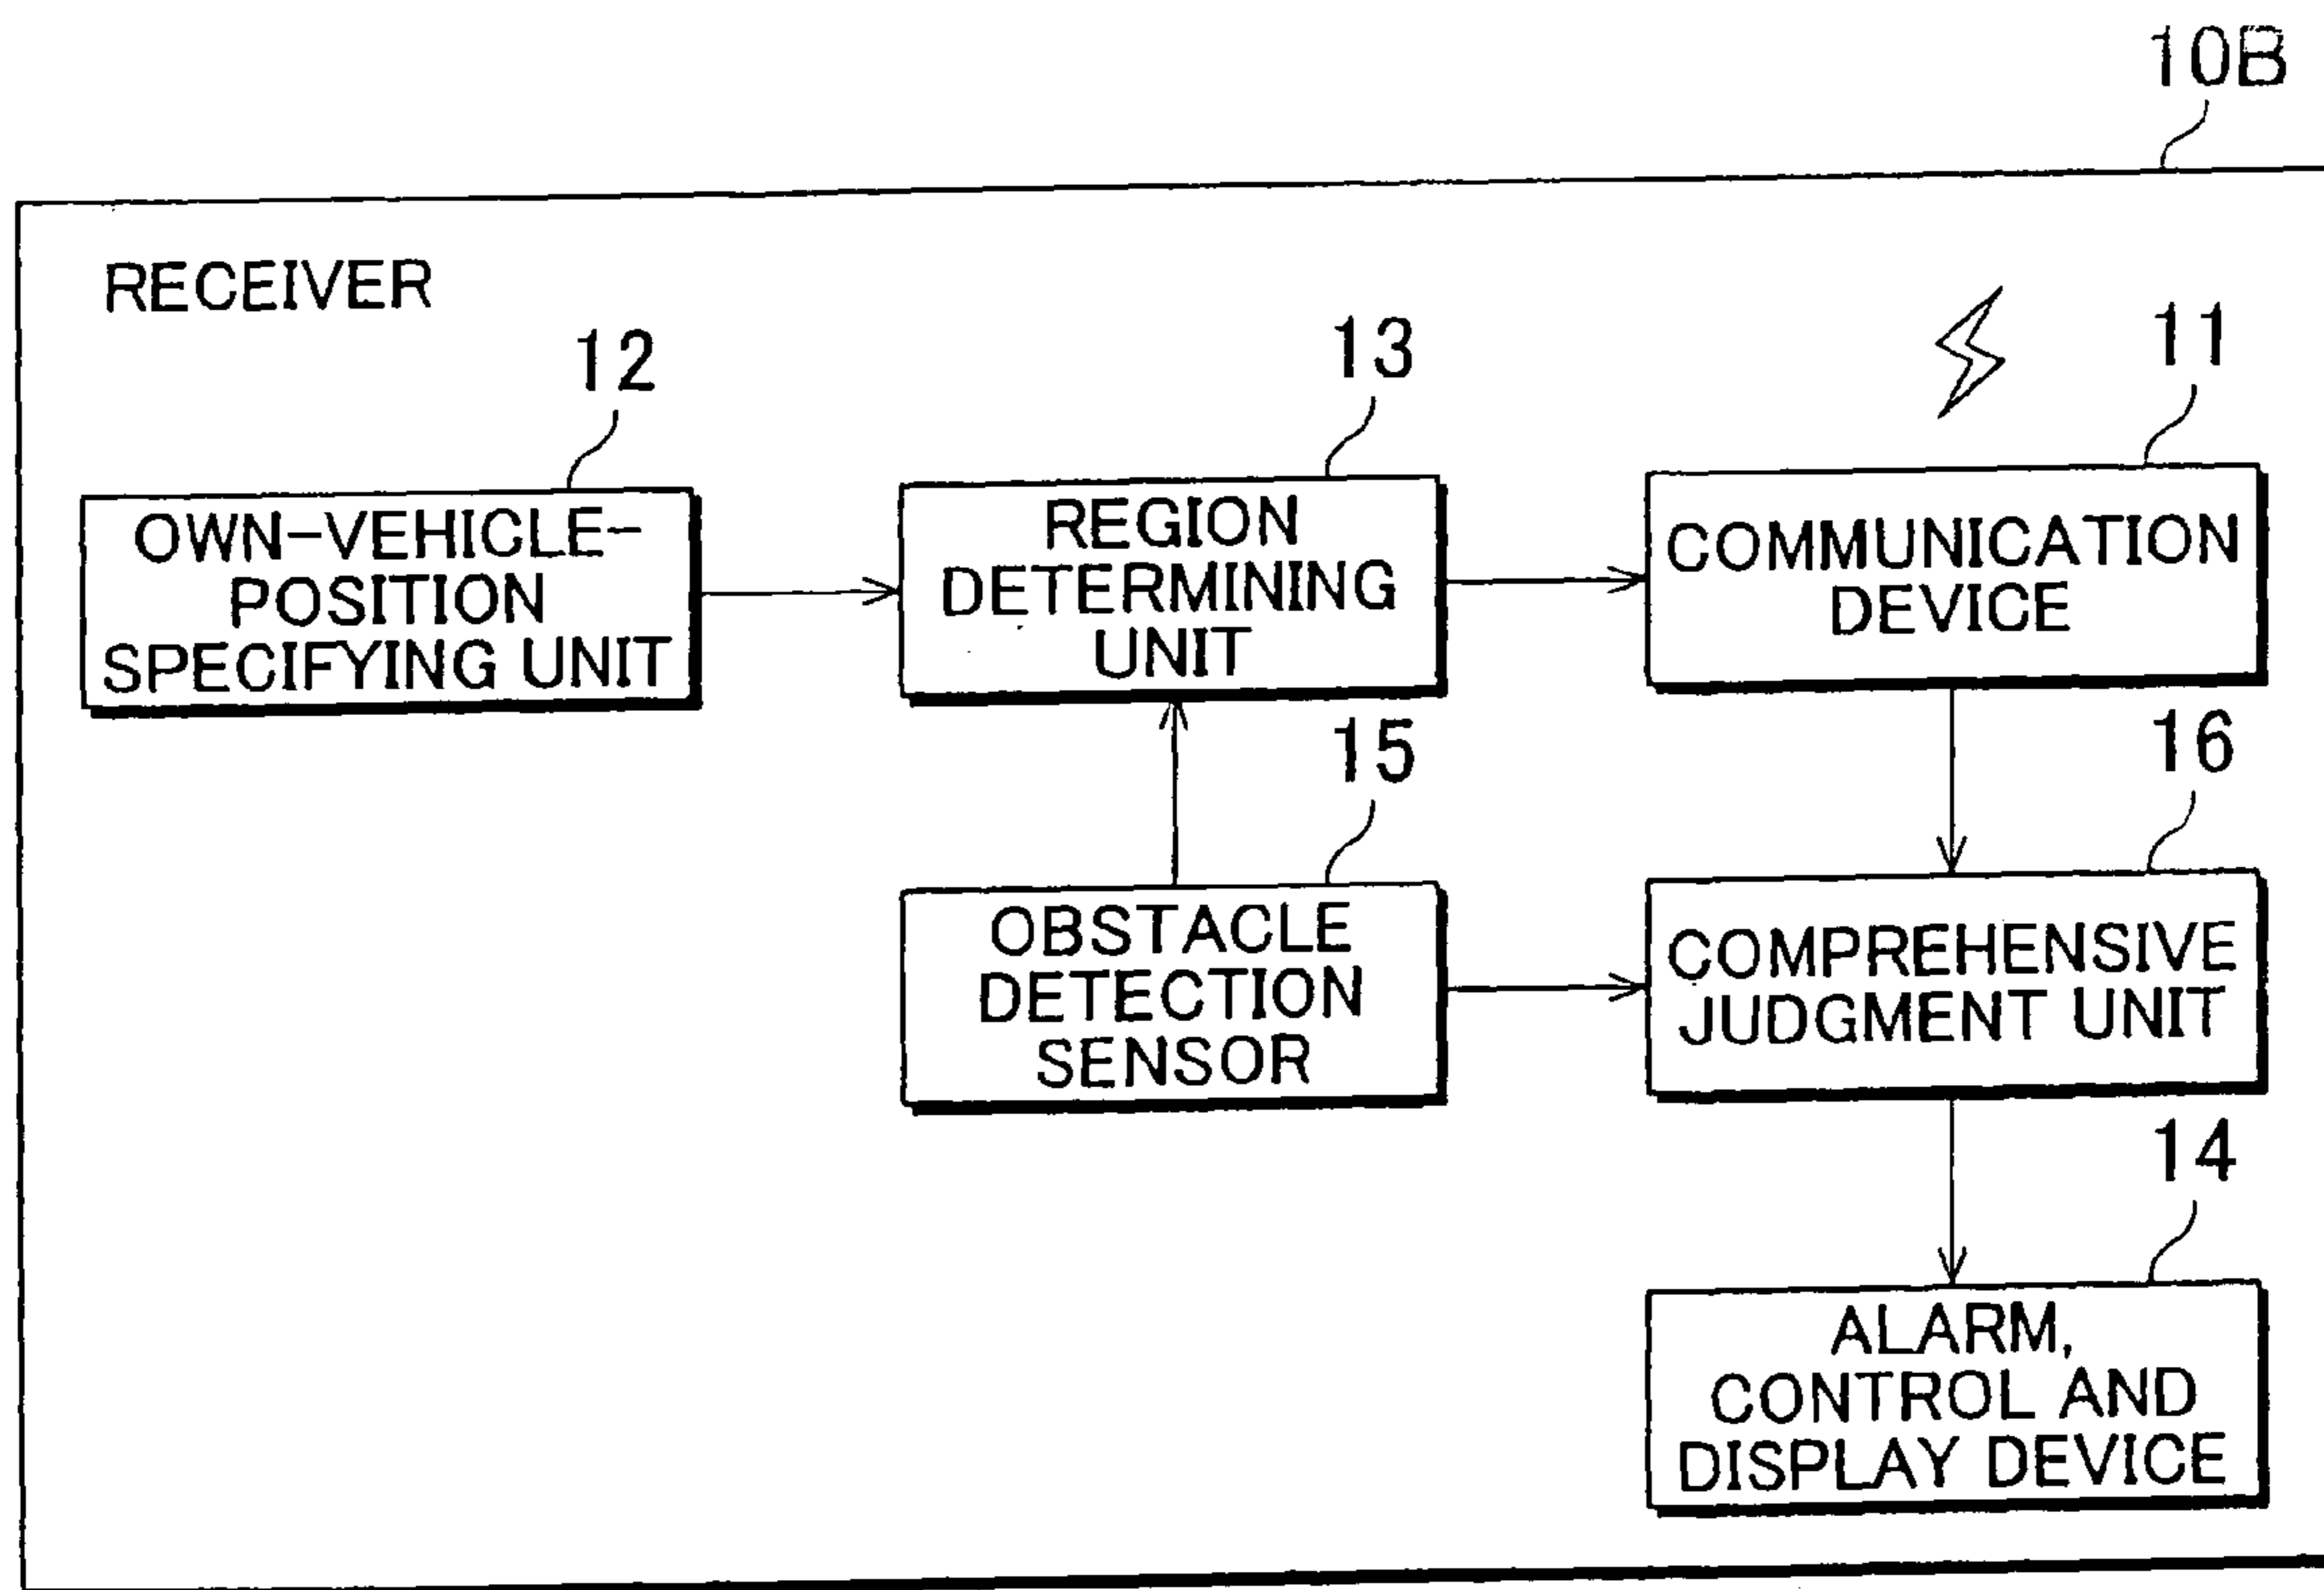 10B
RECEIVER
12
OWN-VEHICLE-
POSITION
SPECIFYING UNIT
13
REGION
DETERMINING
UNIT
11
COMMUNICATION
DEVICE
15
OBSTACLE
DETECTION
SENSOR
16
COMPREHENSIVE
JUDGMENT UNIT
14
ALARM,
CONTROL AND
DISPLAY DEVICE